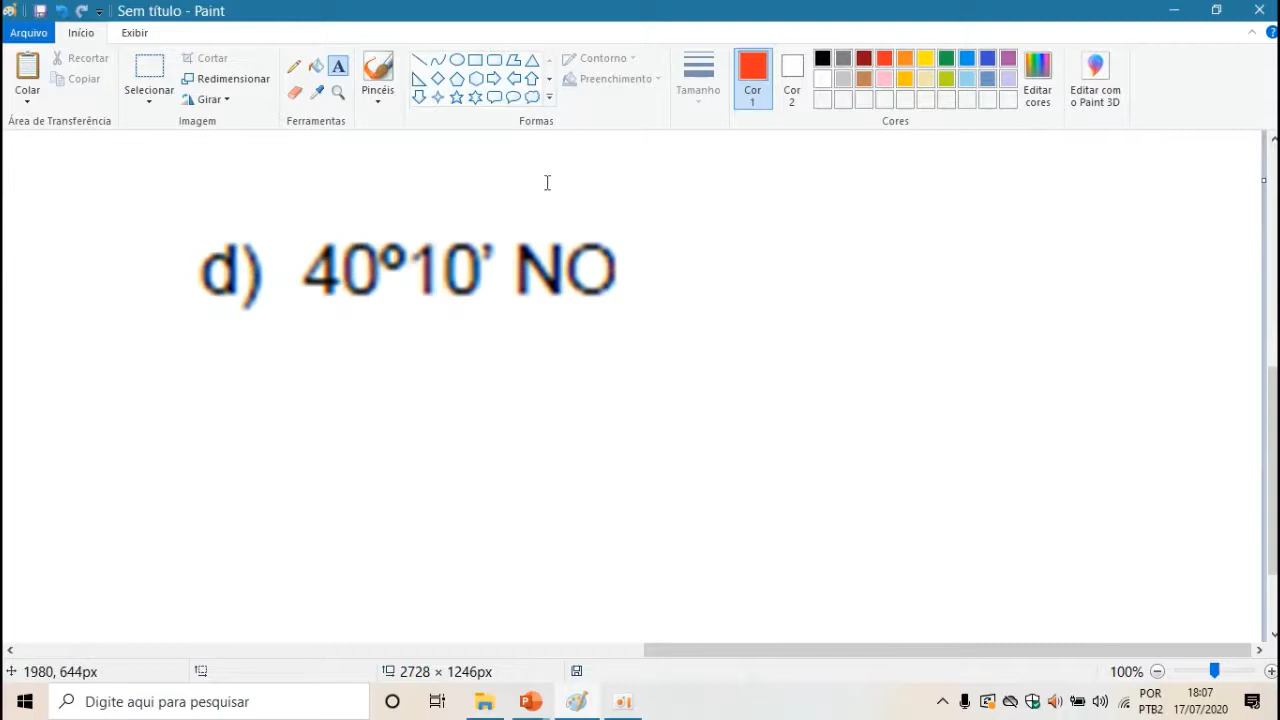 Sem título - Paint
Arquivo Início Exibir
Colar
Recortar
Copiar
Área de Transferência
Selecionar
Cortar
Redimensionar
Girar
Imagem
Ferramentas
Pincéis
Formas
Contorno
Preenchimento
Tamanho
Cor 1
Cor 2
Editar cores
Editar com o Paint 3D
Cores
d) 40º10’ NO
1980, 644px
2728 × 1246px
100%
Digite aqui para pesquisar
POR
PTB2
18:07
17/07/2020